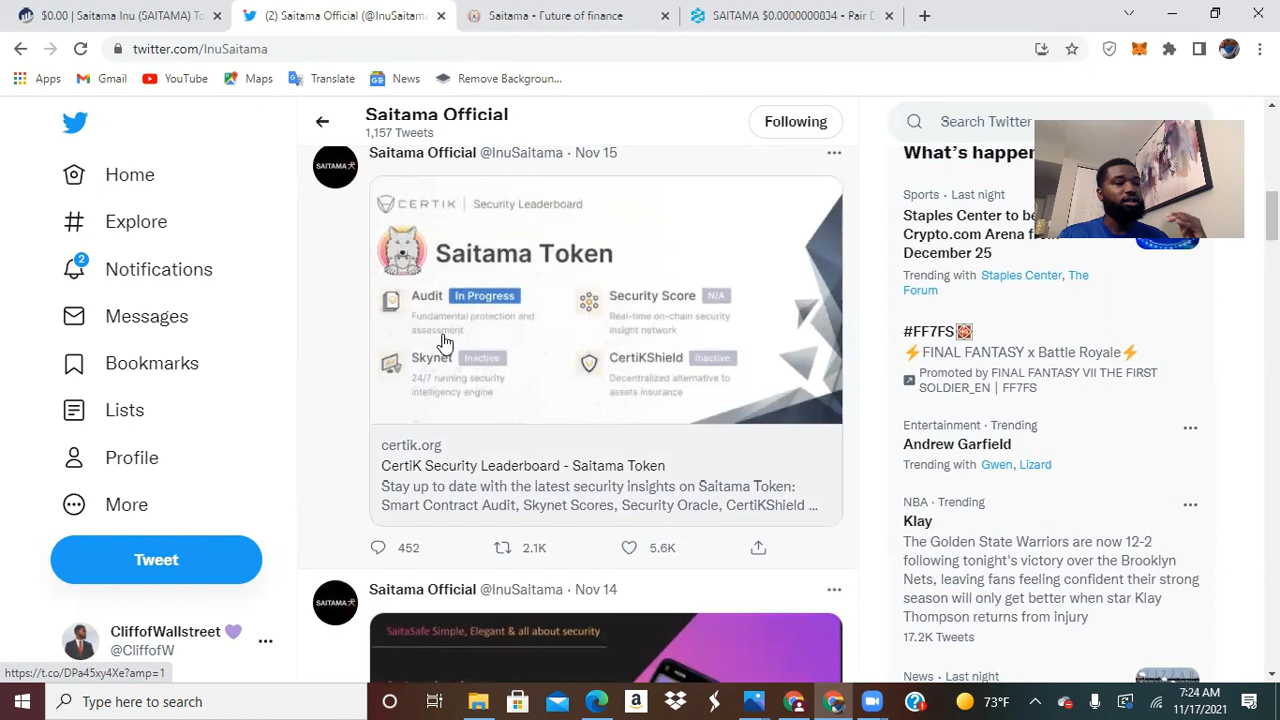 $0.00 | Saitama Inu (SAITAMA) To
(2) Saitama Official (@InuSaitama
Saitama - Future of finance
SAITAMA $0.0000000834 - Pair D
twitter.com/InuSaitama
Apps
Gmail
YouTube
Maps
Translate
News
Remove Backgroun...
Home
Explore
2
Notifications
Messages
Bookmarks
Lists
Profile
More
Tweet
CliffofWallstreet 💜
@CliffofW
https://t.co/DPa45xy4Xe?amp=1
Saitama Official
1,157 Tweets
Following
Saitama Official @InuSaitama · Nov 15
SAITAMA
CERTIK | Security Leaderboard
Saitama Token
Audit In Progress
Fundamental protection and
assessment
Security Score N/A
Real-time on-chain security
insight network
Skynet Inactive
24/7 running security
intelligency engine
CertiKShield Inactive
Decentralized alternative to
assets insurance
certik.org
CertiK Security Leaderboard - Saitama Token
Stay up to date with the latest security insights on Saitama Token:
Smart Contract Audit, Skynet Scores, Security Oracle, CertiKShield ...
452
2.1K
5.6K
Saitama Official @InuSaitama · Nov 14
SAITAMA
SaitaSafe Simple, Elegant & all about security
Search Twitter
What's happen
Sports · Last night
Staples Center to be
Crypto.com Arena from
December 25
Trending with Staples Center, The
Forum
#FF7FS
⚡FINAL FANTASY x Battle Royale⚡
Promoted by FINAL FANTASY VII THE FIRST
SOLDIER_EN | FF7FS
Entertainment · Trending
Andrew Garfield
Trending with Gwen, Lizard
NBA · Trending
Klay
The Golden State Warriors are now 12-2
following tonight's victory over the Brooklyn
Nets, leaving fans feeling confident their strong
season will only get better when star Klay
Thompson returns from injury
17.2K Tweets
News · Last night
Type here to search
73°F
7:24 AM
11/17/2021